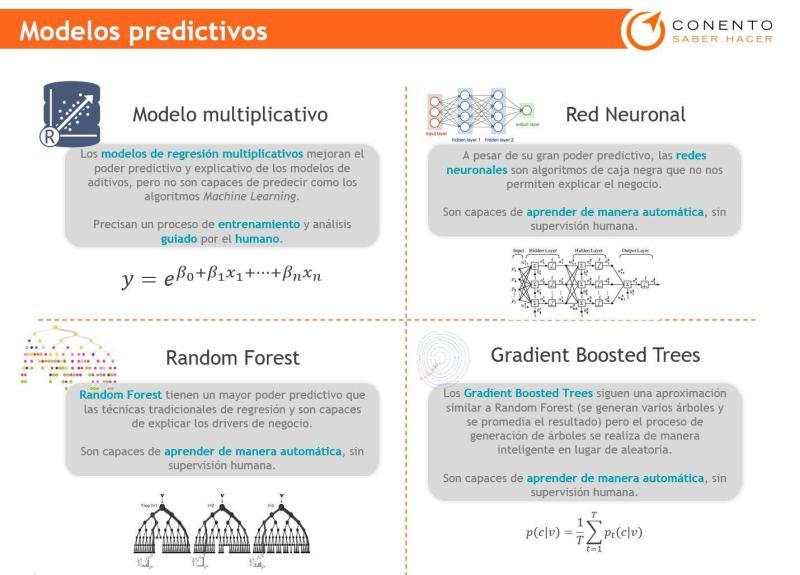 Modelos predictivos
CONENTO
SABER.HACER
Modelo multiplicativo
R
Los modelos de regresión multiplicativos mejoran el
poder predictivo y explicativo de los modelos de
aditivos, pero no son capaces de predecir como los
algoritmos Machine Learning.
Precisan un proceso de entrenamiento y análisis
guiado por el humano.
y = e^{β₀+β₁x₁+⋯+βₙxₙ}
Red Neuronal
input layer
hidden layer 1 hidden layer 2
output layer
A pesar de su gran poder predictivo, las redes
neuronales son algoritmos de caja negra que no nos
permiten explicar el negocio.
Son capaces de aprender de manera automática, sin
supervisión humana.
Input Hidden Layer Hidden Layer Output Layer
Random Forest
Random Forest tienen un mayor poder predictivo que
las técnicas tradicionales de regresión y son capaces
de explicar los drivers de negocio.
Son capaces de aprender de manera automática, sin
supervisión humana.
Tree t=1 t=2 t=3
Gradient Boosted Trees
Los Gradient Boosted Trees siguen una aproximación
similar a Random Forest (se generan varios árboles y
se promedia el resultado) pero el proceso de
generación de árboles se realiza de manera
inteligente en lugar de aleatoria.
Son capaces de aprender de manera automática, sin
supervisión humana.
p(c|v) = 1/T ∑_{t=1}^{T} pₜ(c|v)